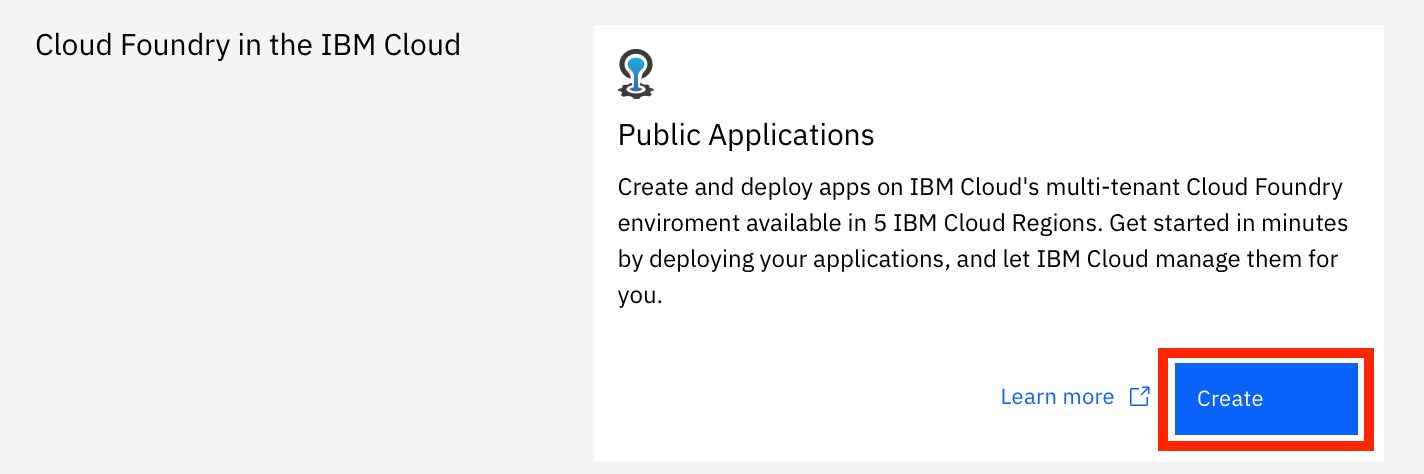 Cloud Foundry in the IBM Cloud
Public Applications
Create and deploy apps on IBM Cloud's multi-tenant Cloud Foundry
enviroment available in 5 IBM Cloud Regions. Get started in minutes
by deploying your applications, and let IBM Cloud manage them for
you.
Learn more
Create